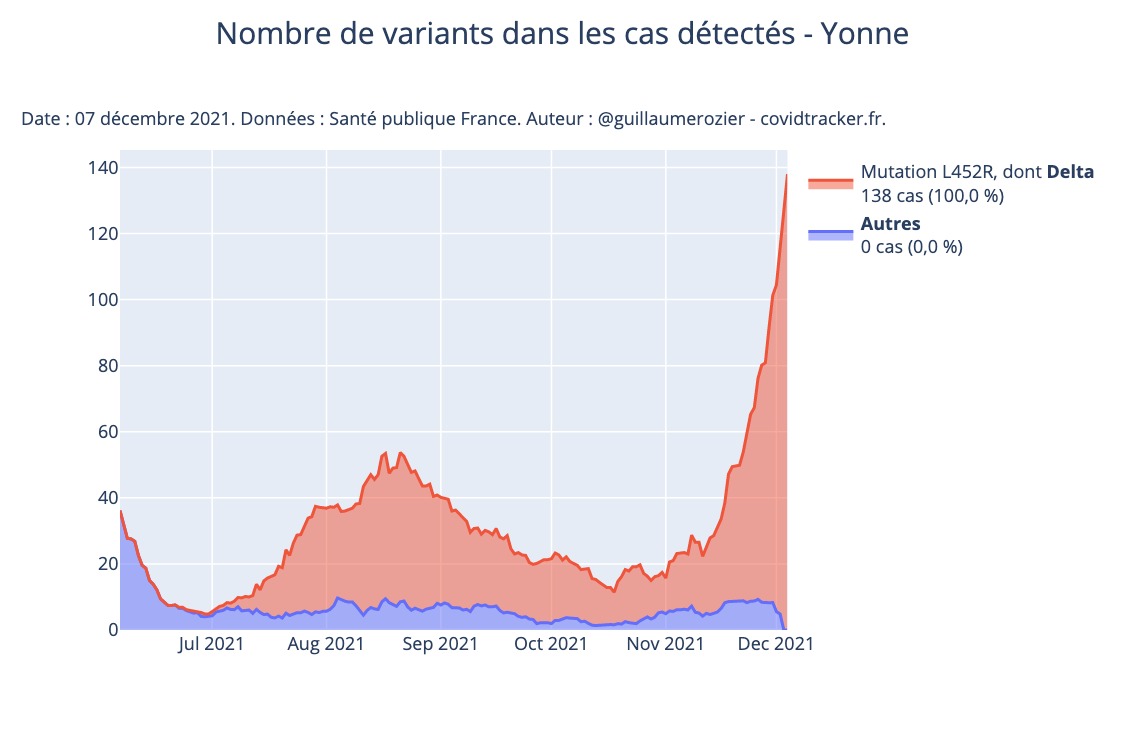 Nombre de variants dans les cas détectés - Yonne
Date : 07 décembre 2021. Données : Santé publique France. Auteur : @guillaumerozier - covidtracker.fr.
140
120
100
80
60
40
20
0
Jul 2021
Aug 2021
Sep 2021
Oct 2021
Nov 2021
Dec 2021
Mutation L452R, dont Delta
138 cas (100,0 %)
Autres
0 cas (0,0 %)